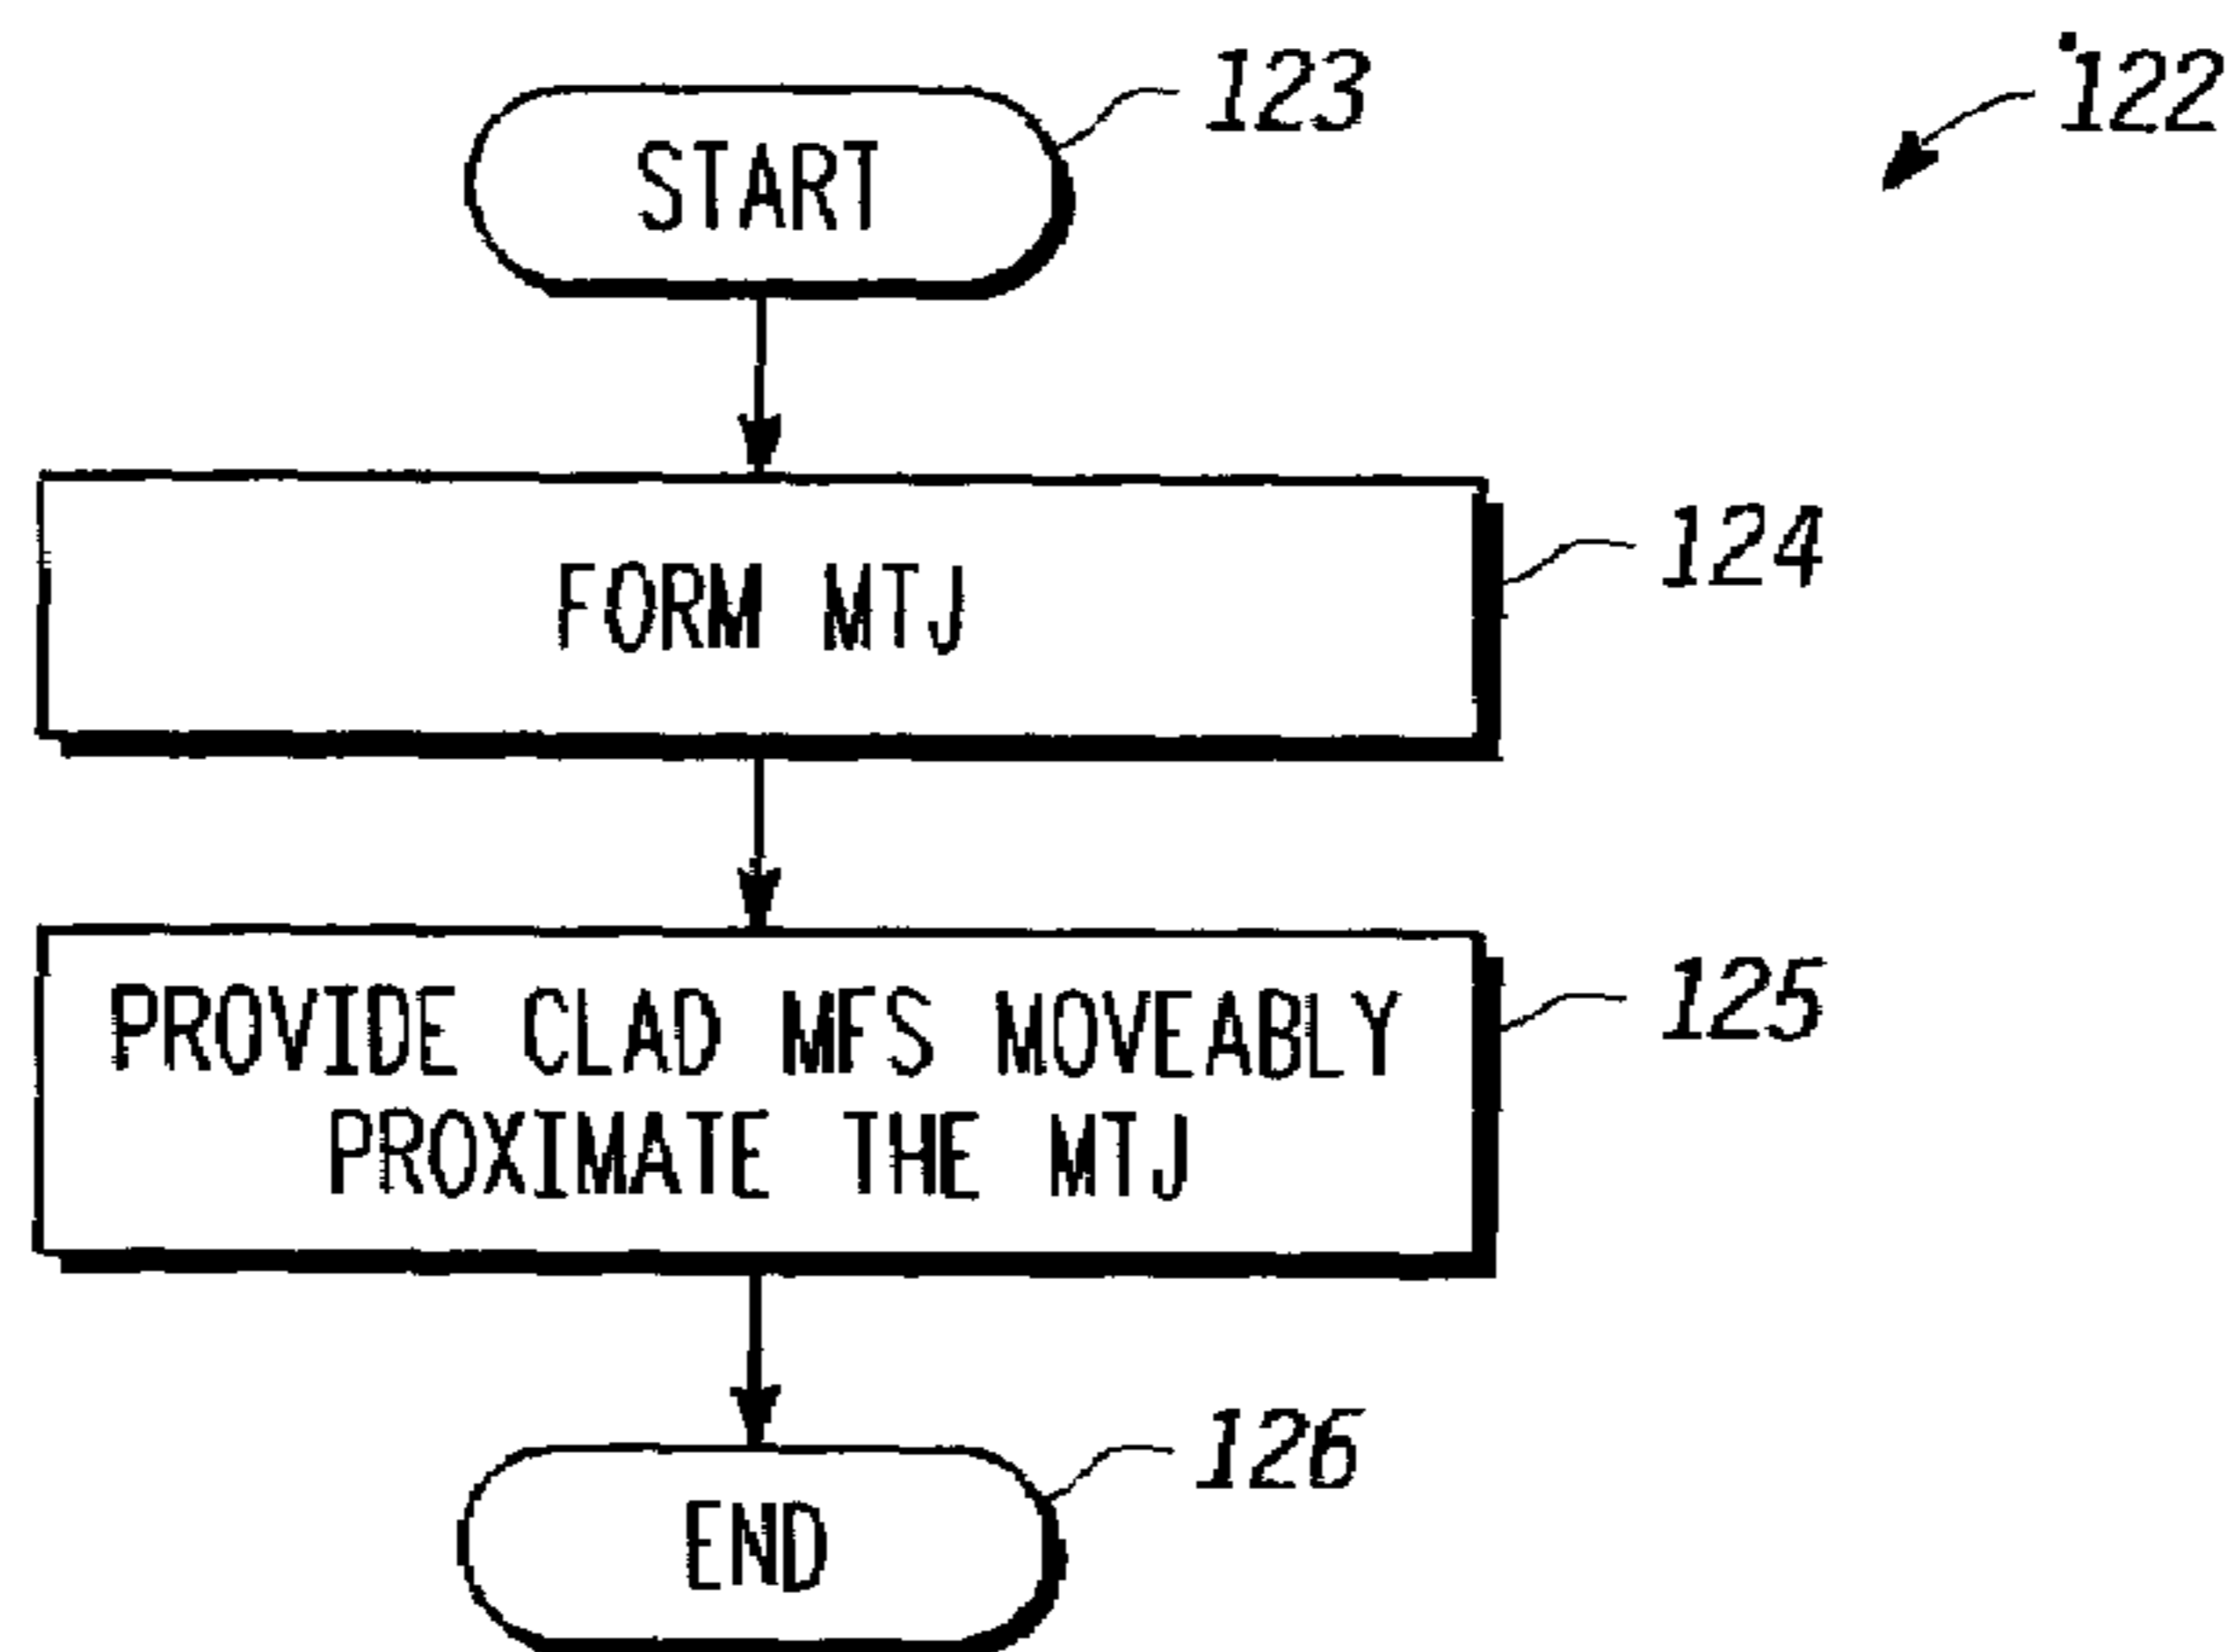 123
122
START
FORM MTJ
124
PROVIDE CLAD MFS MOVEABLY
PROXIMATE THE MTJ
125
126
END